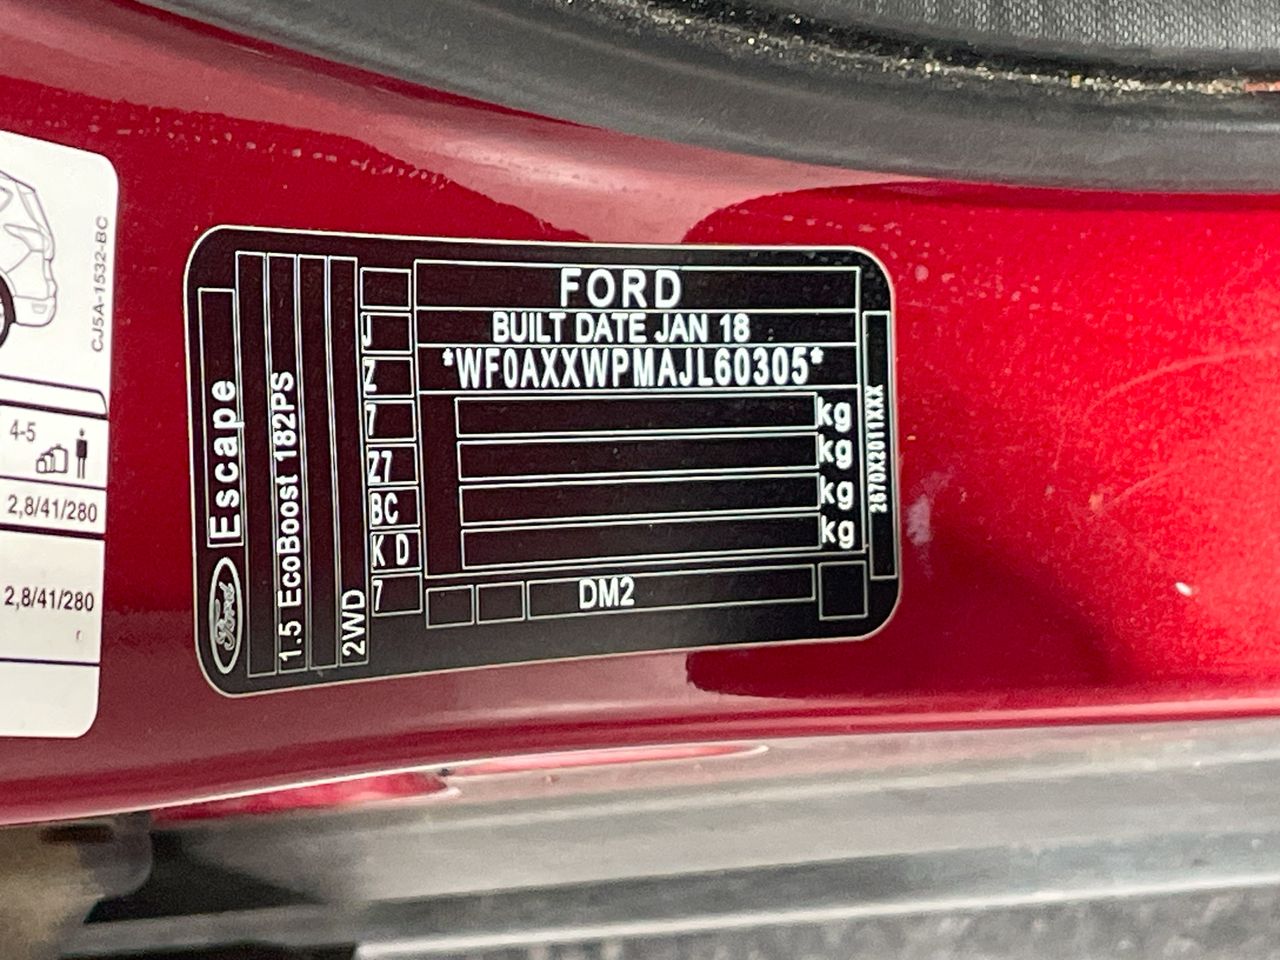 CJ5A-1532-BC
4-5
2,8/41/280
2,8/41/280
Ford
Escape
1.5 EcoBoost 182PS
2WD
J
Z
7
Z7
BC
K D
7
FORD
BUILT DATE JAN 18
*WF0AXXWPMAJL60305*
kg
kg
kg
kg
DM2
2670X2011XXX